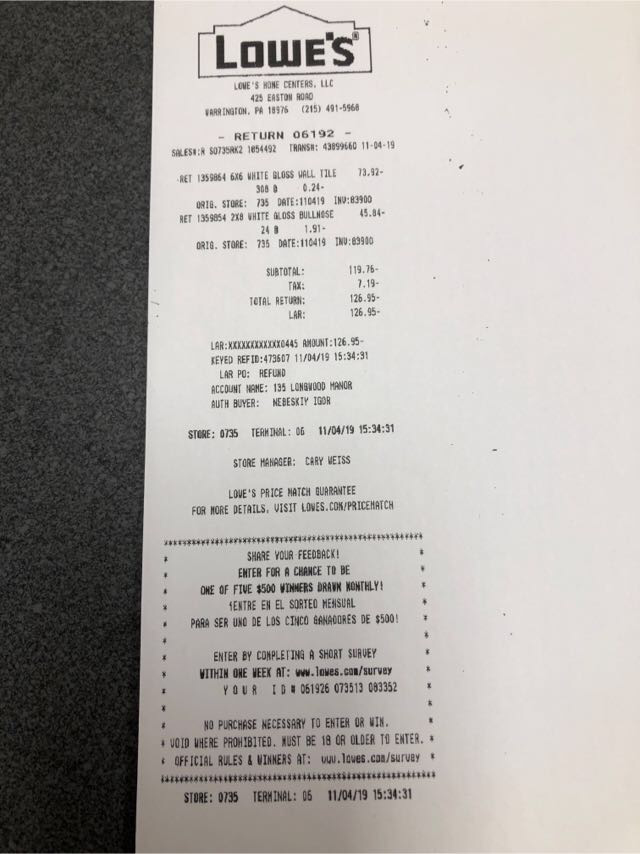 LOWE'S®
LOWE'S HOME CENTERS, LLC
425 EASTON ROAD
WARRINGTON, PA 18976 (215) 491-5968
- RETURN 06192 -
SALES#:R SO735RK2 1054492 TRANS#: 43899660 11-04-19
RET 1359864 6X6 WHITE GLOSS WALL TILE 73.92-
308 @ 0.24-
ORIG. STORE: 735 DATE:110419 INV:83900
RET 1359854 2X8 WHITE GLOSS BULLNOSE 45.84-
24 @ 1.91-
ORIG. STORE: 735 DATE:110419 INV:83900
SUBTOTAL: 119.76-
TAX: 7.19-
TOTAL RETURN: 126.95-
LAR: 126.95-
LAR:XXXXXXXXXXXX0445 AMOUNT:126.95-
KEYED REFID:473607 11/04/19 15:34:31
LAR PO: REFUND
ACCOUNT NAME: 135 LONGWOOD MANOR
AUTH BUYER: NEBESKIY IGOR
STORE: 0735 TERMINAL: 06 11/04/19 15:34:31
STORE MANAGER: CARY WEISS
LOWE'S PRICE MATCH GUARANTEE
FOR MORE DETAILS, VISIT LOWES.COM/PRICEMATCH
****************************************************
* SHARE YOUR FEEDBACK! *
* ENTER FOR A CHANCE TO BE *
* ONE OF FIVE $500 WINNERS DRAWN MONTHLY! *
* ¡ENTRE EN EL SORTEO MENSUAL *
* PARA SER UNO DE LOS CINCO GANADORES DE $500! *
* *
* ENTER BY COMPLETING A SHORT SURVEY *
* WITHIN ONE WEEK AT: www.lowes.com/survey *
* Y O U R I D # 061926 073513 083352 *
* *
* NO PURCHASE NECESSARY TO ENTER OR WIN. *
* VOID WHERE PROHIBITED. MUST BE 18 OR OLDER TO ENTER. *
* OFFICIAL RULES & WINNERS AT: www.lowes.com/survey *
****************************************************
STORE: 0735 TERMINAL: 06 11/04/19 15:34:31